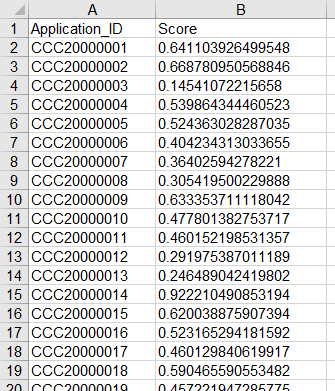 A B
1 Application_ID Score
2 CCC20000001 0.641103926499548
3 CCC20000002 0.668780950568846
4 CCC20000003 0.14541072215658
5 CCC20000004 0.539864344460523
6 CCC20000005 0.524363028287035
7 CCC20000006 0.404234313033655
8 CCC20000007 0.36402594278221
9 CCC20000008 0.305419500229888
10 CCC20000009 0.633353711118042
11 CCC20000010 0.477801382753717
12 CCC20000011 0.460152198531357
13 CCC20000012 0.291975387011189
14 CCC20000013 0.246489042419802
15 CCC20000014 0.922210490853194
16 CCC20000015 0.620038875907394
17 CCC20000016 0.523165294181592
18 CCC20000017 0.460129840619917
19 CCC20000018 0.590465590553482
20 CCC20000019 0.457221947285775